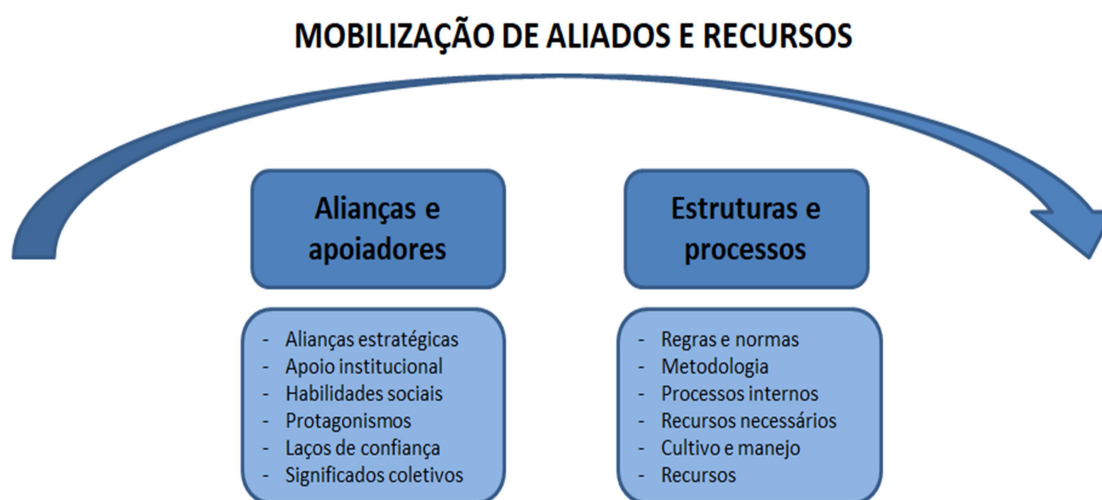 MOBILIZAÇÃO DE ALIADOS E RECURSOS
Alianças e
apoiadores
- Alianças estratégicas
- Apoio institucional
- Habilidades sociais
- Protagonismos
- Laços de confiança
- Significados coletivos
Estruturas e
processos
- Regras e normas
- Metodologia
- Processos internos
- Recursos necessários
- Cultivo e manejo
- Recursos